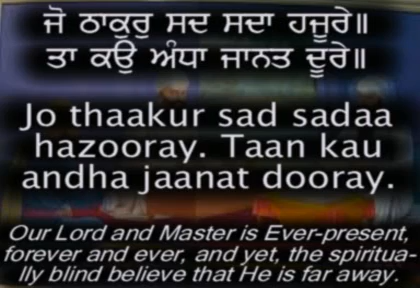 ਜੋ ਠਾਕੁਰੁ ਸਦ ਸਦਾ ਹਜੂਰੇ॥
ਤਾ ਕਉ ਅੰਧਾ ਜਾਨਤ ਦੂਰੇ॥
Jo thaakur sad sadaa
hazooray. Taan kau
andha jaanat dooray.
Our Lord and Master is Ever-present,
forever and ever, and yet, the spiritua-
lly blind believe that He is far away.